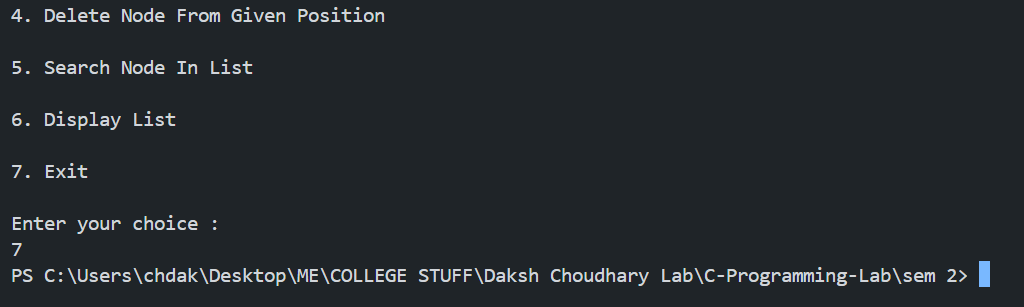 4. Delete Node From Given Position
5. Search Node In List
6. Display List
7. Exit
Enter your choice :
7
PS C:\Users\chdak\Desktop\ME\COLLEGE STUFF\Daksh Choudhary Lab\C-Programming-Lab\sem 2>